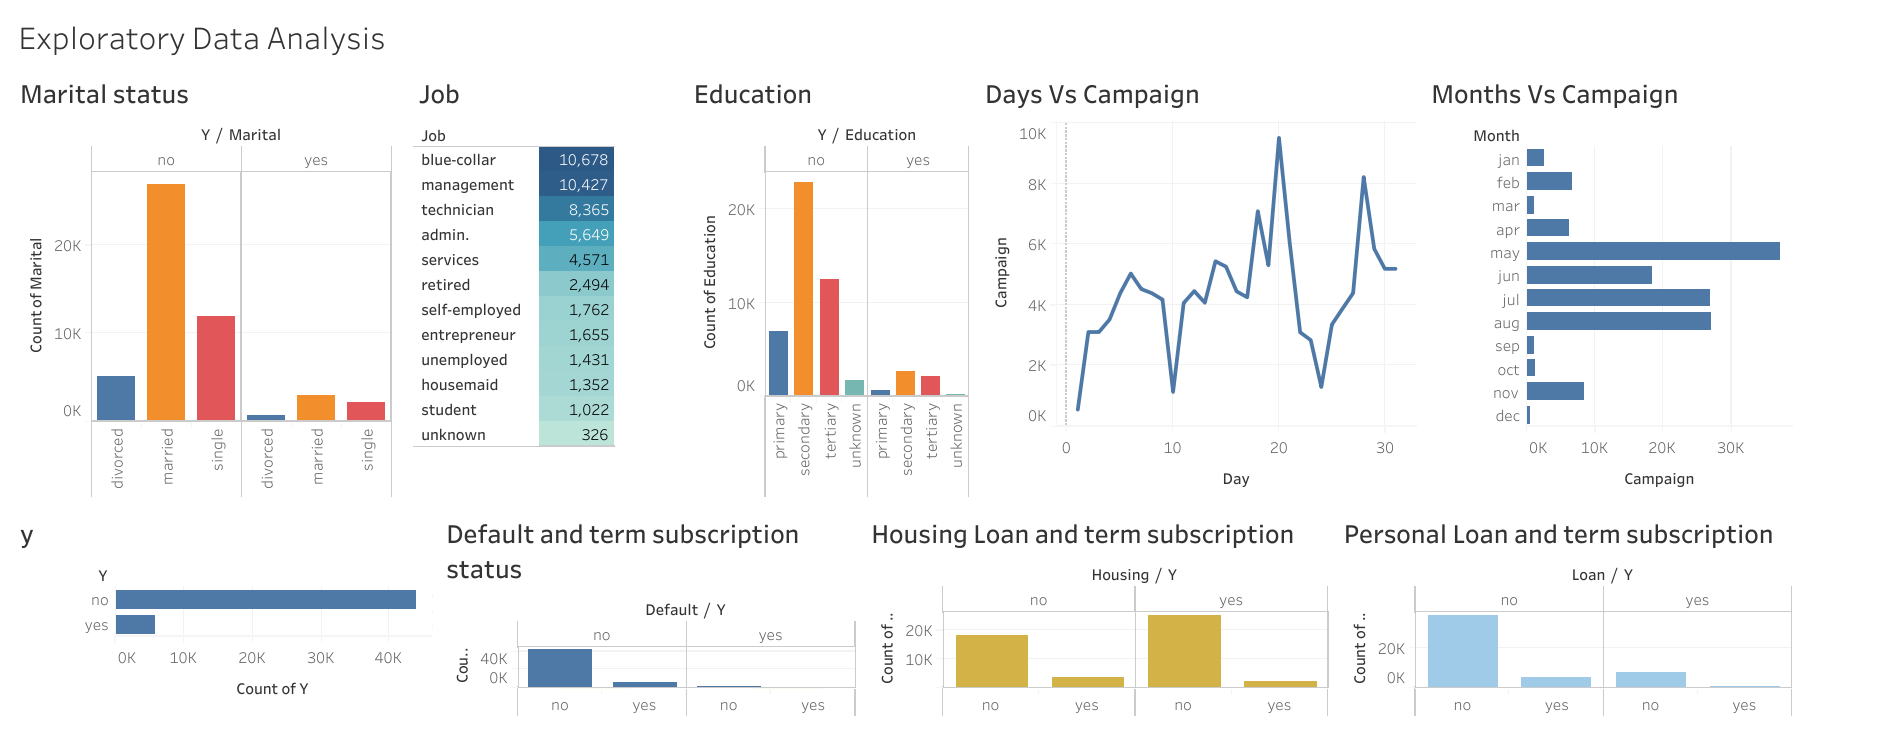 Exploratory Data Analysis
Marital status
Y / Marital
no yes
Count of Marital
20K
10K
0K
divorced married single divorced married single
Job
Job
blue-collar 10,678
management 10,427
technician 8,365
admin. 5,649
services 4,571
retired 2,494
self-employed 1,762
entrepreneur 1,655
unemployed 1,431
housemaid 1,352
student 1,022
unknown 326
Education
Y / Education
no yes
Count of Education
20K
10K
0K
primary secondary tertiary unknown primary secondary tertiary unknown
Days Vs Campaign
Campaign
10K
8K
6K
4K
2K
0K
0 10 20 30
Day
Months Vs Campaign
Month
jan
feb
mar
apr
may
jun
jul
aug
sep
oct
nov
dec
0K 10K 20K 30K
Campaign
y
Y
no
yes
0K 10K 20K 30K 40K
Count of Y
Default and term subscription
status
Default / Y
no yes
Cou..
40K
0K
no yes no yes
Housing Loan and term subscription
Housing / Y
no yes
Count of ..
20K
10K
no yes no yes
Personal Loan and term subscription
Loan / Y
no yes
Count of ..
20K
0K
no yes no yes